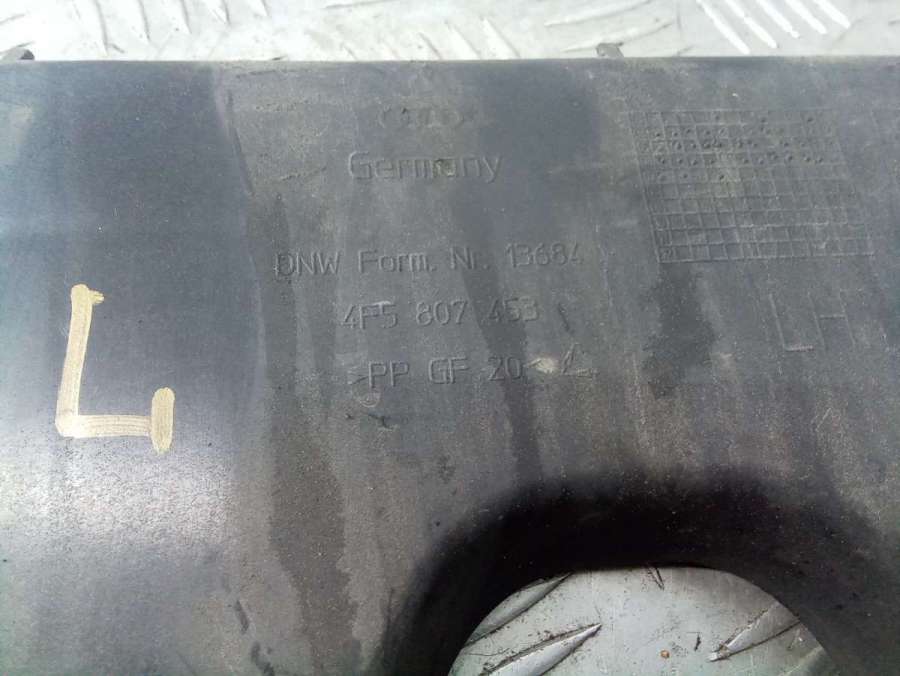 Germany
DNW Form. Nr. 13684
4F5 807 453
>PP GF 20<
LH
L